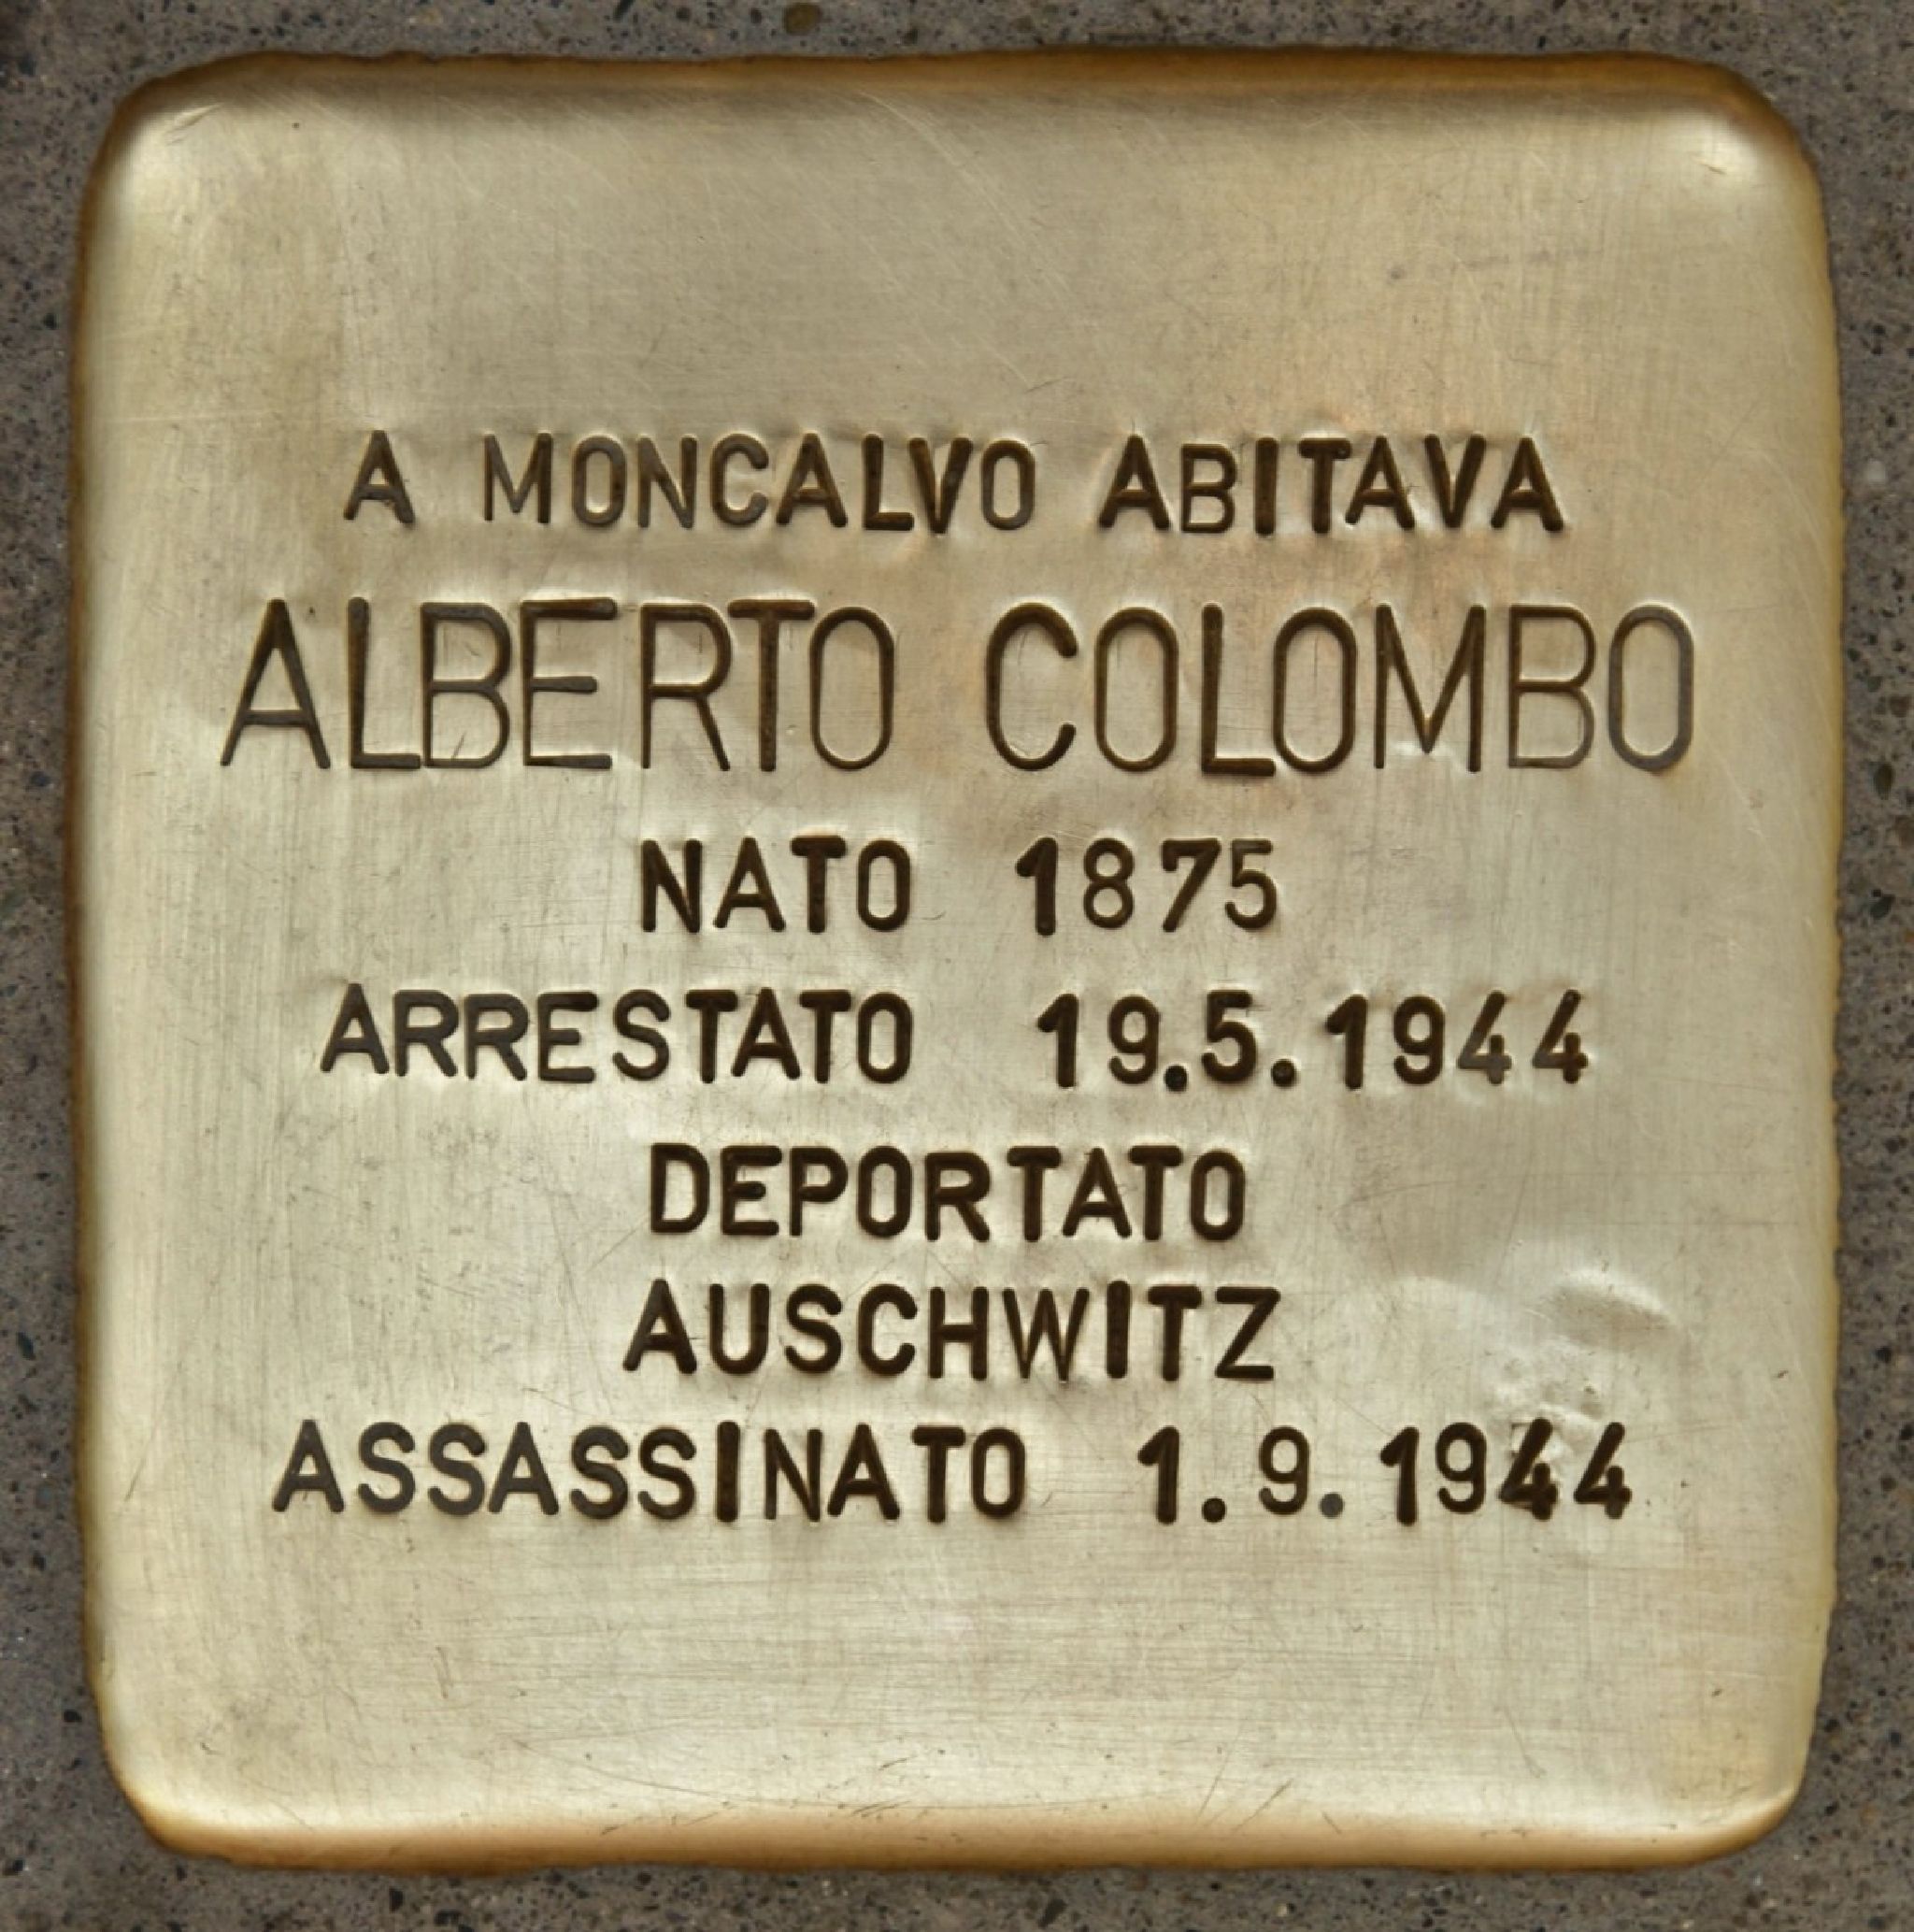 A MONCALVO ABITAVA
ALBERTO COLOMBO
NATO 1875
ARRESTATO 19.5.1944
DEPORTATO
AUSCHWITZ
ASSASSINATO 1.9.1944